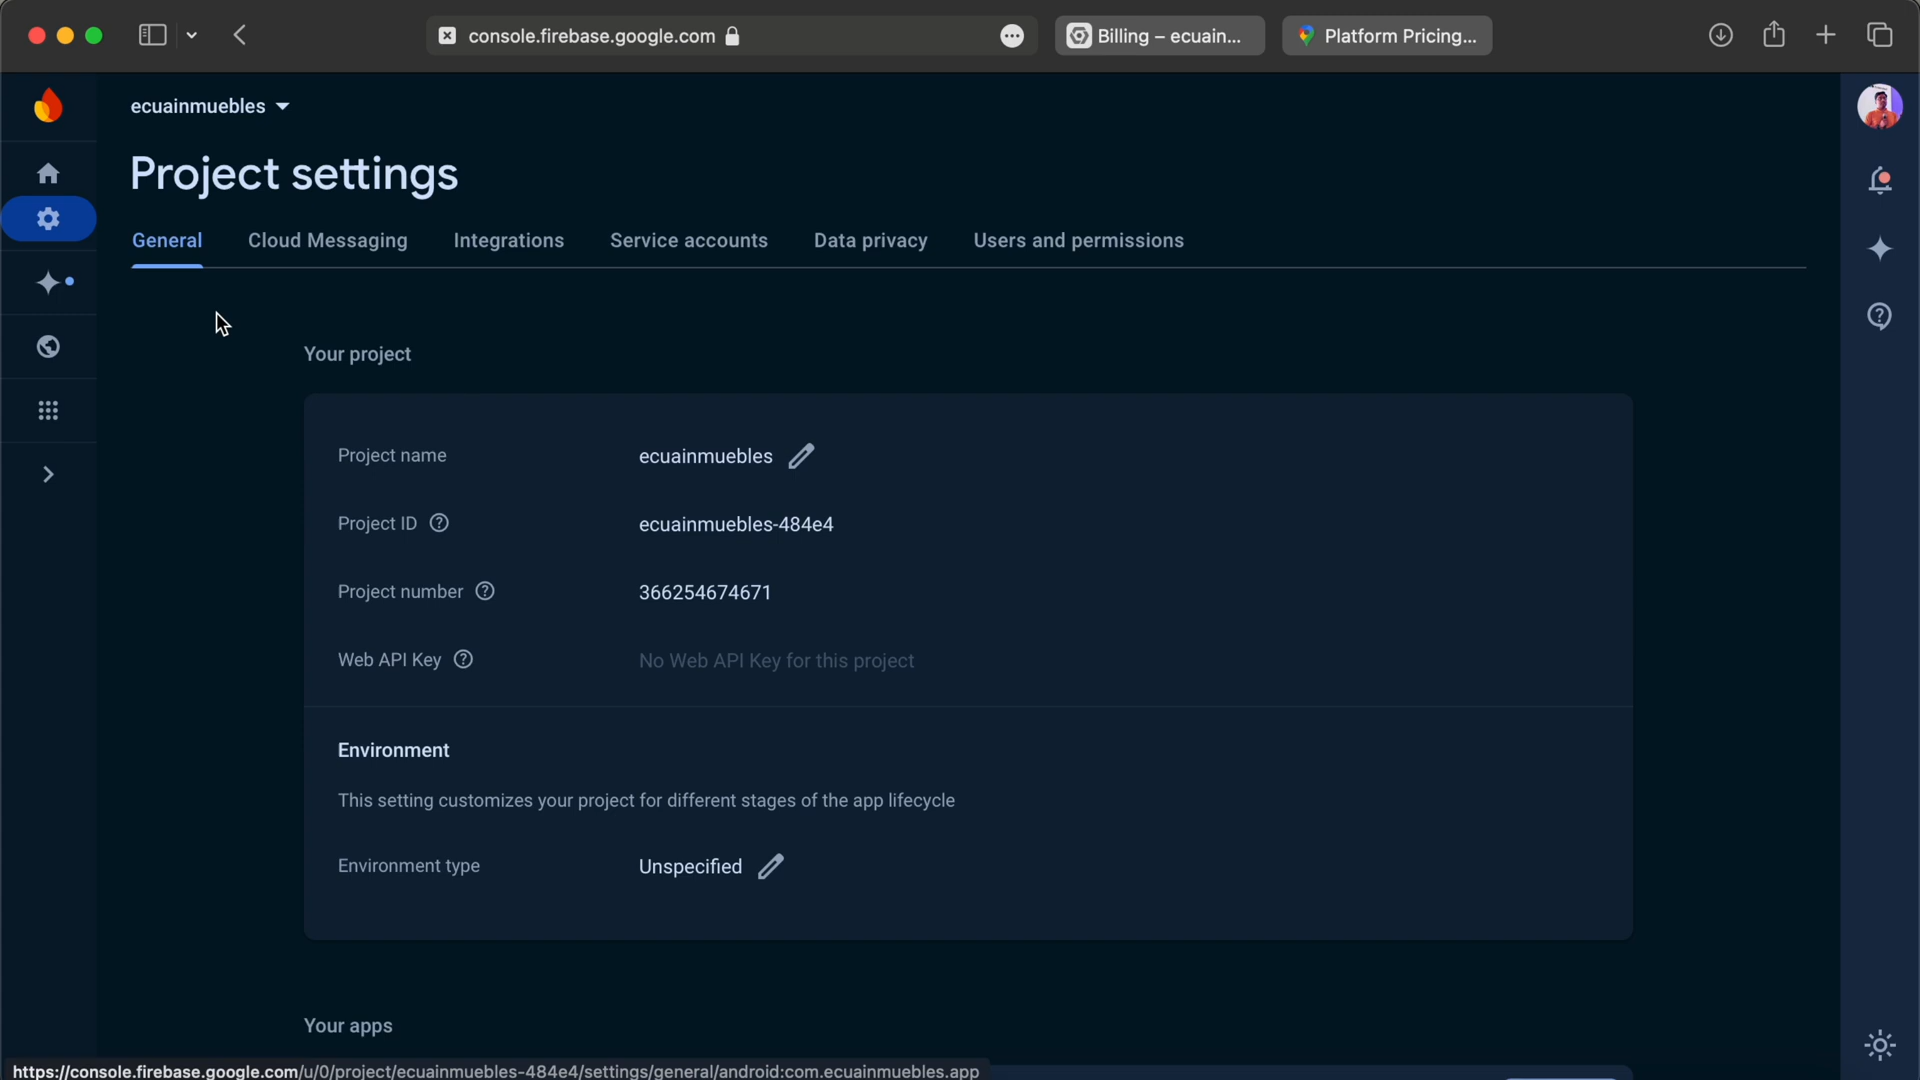 console.firebase.google.com
Billing – ecuain...
Platform Pricing...
ecuainmuebles
Project settings
General
Cloud Messaging
Integrations
Service accounts
Data privacy
Users and permissions
Your project
Project name
ecuainmuebles
Project ID
ecuainmuebles-484e4
Project number
366254674671
Web API Key
No Web API Key for this project
Environment
This setting customizes your project for different stages of the app lifecycle
Environment type
Unspecified
Your apps
https://console.firebase.google.com/u/0/project/ecuainmuebles-484e4/settings/general/android:com.ecuainmuebles.app